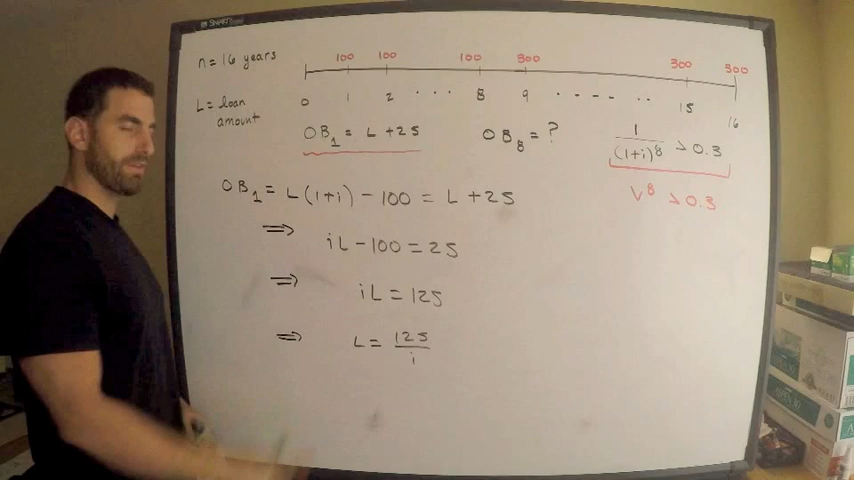 SMART
n = 16 years
100 100 100 300 300 300
0 1 2 . . . 8 9 . - - - . . 15 16
L = loan amount
OB₁ = L + 25 OB₈ = ? 1/(1+i)⁸ > 0.3
V⁸ > 0.3
OB₁ = L(1+i) - 100 = L + 25
⇒ iL - 100 = 25
⇒ iL = 125
⇒ L = 125/i